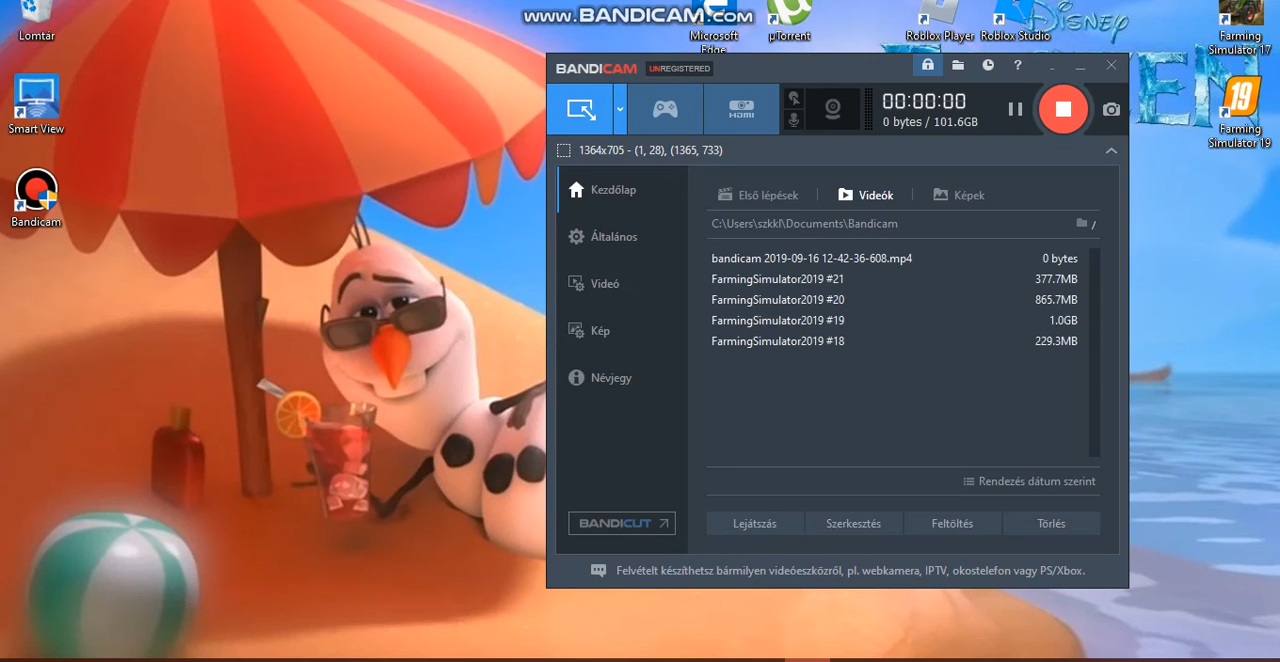 www.BANDICAM.com
Lomtár
Smart View
Bandicam
Microsoft
Edge
µTorrent
Roblox Player
Roblox Studio
Disney
Farming
Simulator 17
19
Farming
Simulator 19
BANDICAM UNREGISTERED
?
HDMI
00:00:00
0 bytes / 101.6GB
1364x705 - (1, 28), (1365, 733)
Kezdőlap
Általános
Videó
Kép
Névjegy
BANDICUT
Első lépések
Videók
Képek
C:\Users\szkkl\Documents\Bandicam
/
bandicam 2019-09-16 12-42-36-608.mp4 0 bytes
FarmingSimulator2019 #21 377.7MB
FarmingSimulator2019 #20 865.7MB
FarmingSimulator2019 #19 1.0GB
FarmingSimulator2019 #18 229.3MB
Rendezés dátum szerint
Lejátszás
Szerkesztés
Feltöltés
Törlés
Felvételt készíthetsz bármilyen videóeszközről, pl. webkamera, IPTV, okostelefon vagy PS/Xbox.